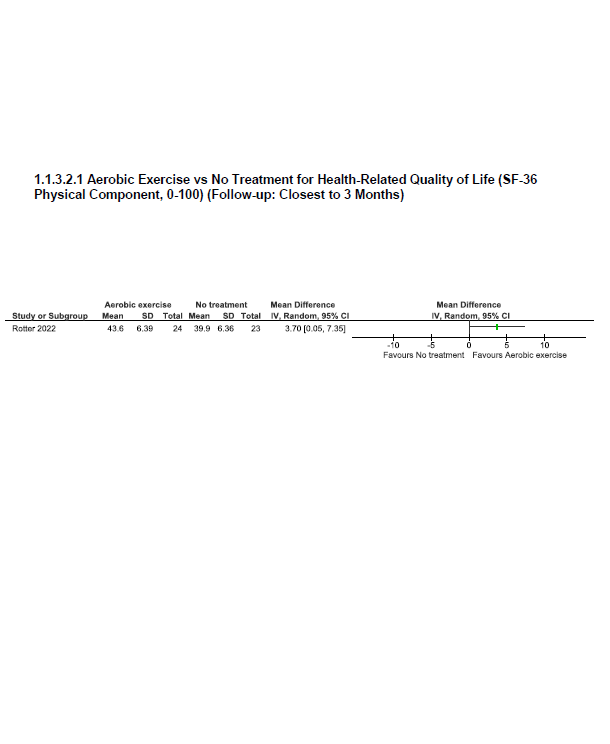 1.1.3.2.1 Aerobic Exercise vs No Treatment for Health-Related Quality of Life (SF-36
Physical Component, 0-100) (Follow-up: Closest to 3 Months)
Aerobic exercise No treatment Mean Difference Mean Difference
Study or Subgroup Mean SD Total Mean SD Total IV, Random, 95% CI IV, Random, 95% CI
Rotter 2022 43.6 6.39 24 39.9 6.36 23 3.70 [0.05, 7.35]
-10 -5 0 5 10
Favours No treatment Favours Aerobic exercise